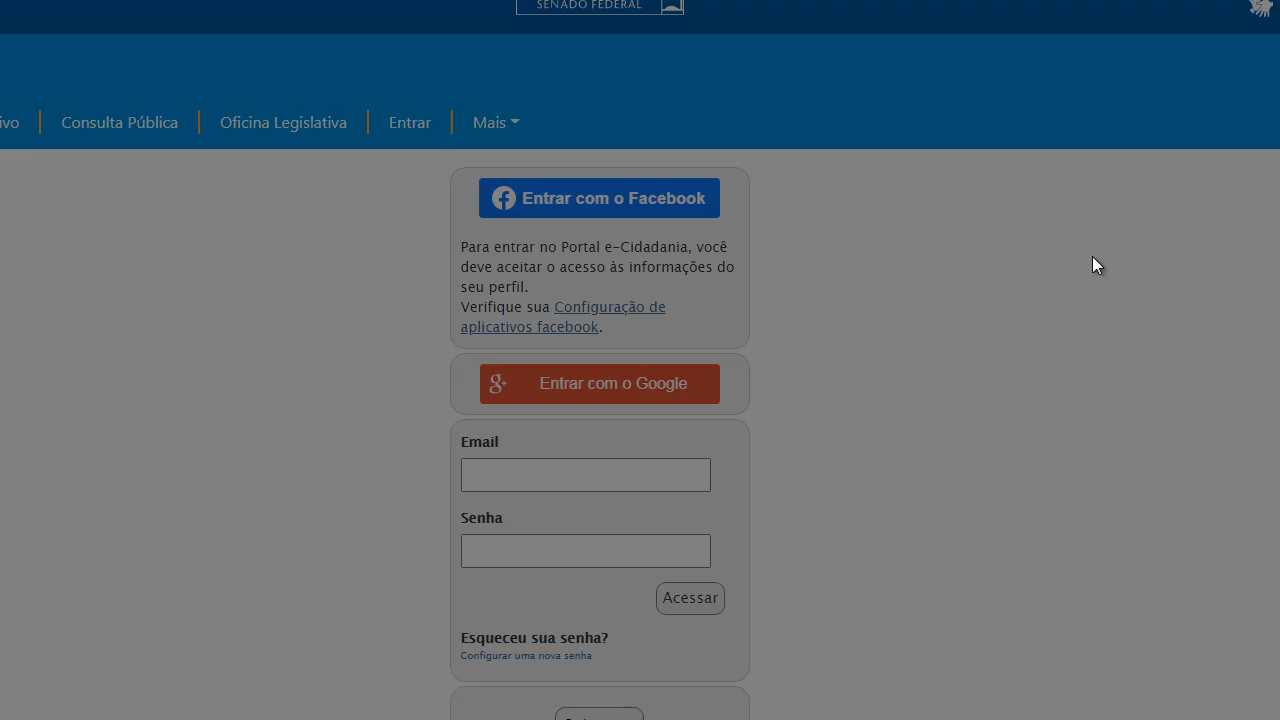 SENADO FEDERAL
ivo
Consulta Pública
Oficina Legislativa
Entrar
Mais
Entrar com o Facebook
Para entrar no Portal e-Cidadania, você
deve aceitar o acesso às informações do
seu perfil.
Verifique sua Configuração de
aplicativos facebook.
g+
Entrar com o Google
Email
Senha
Acessar
Esqueceu sua senha?
Configurar uma nova senha